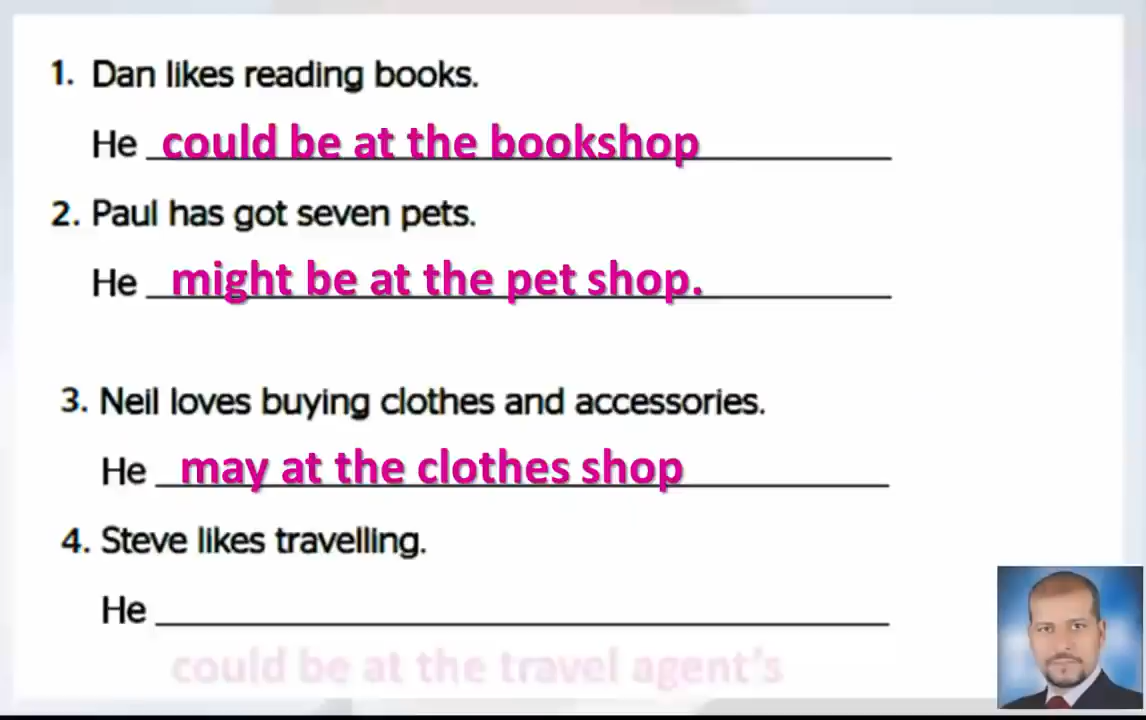 1. Dan likes reading books.
He could be at the bookshop
2. Paul has got seven pets.
He might be at the pet shop.
3. Neil loves buying clothes and accessories.
He may at the clothes shop
4. Steve likes travelling.
He
could be at the travel agent's